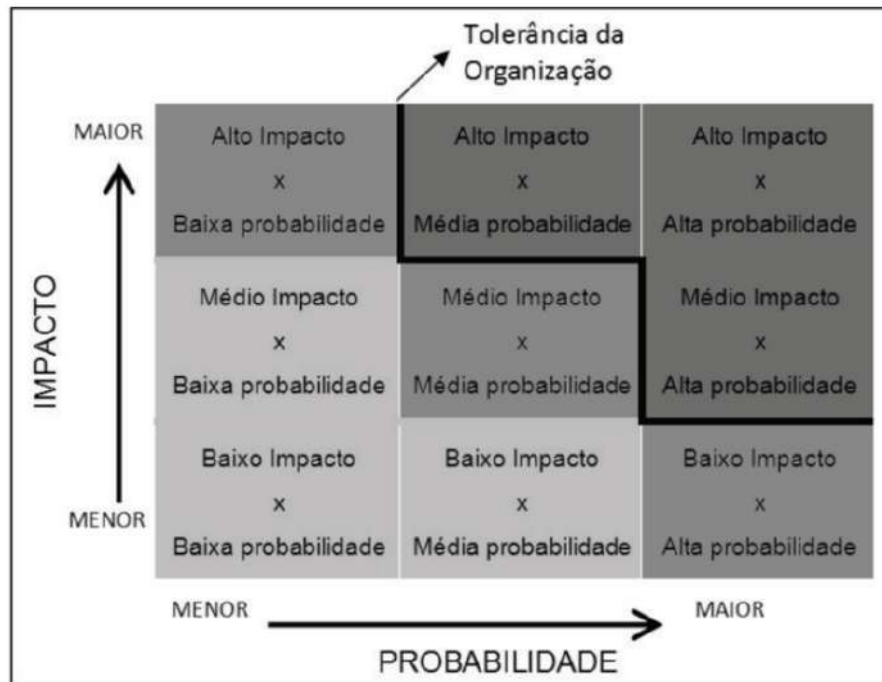 Tolerância da
Organização
MAIOR
Alto Impacto
x
Baixa probabilidade
Alto Impacto
x
Média probabilidade
Alto Impacto
x
Alta probabilidade
IMPACTO
Médio Impacto
x
Baixa probabilidade
Médio Impacto
x
Média probabilidade
Médio Impacto
x
Alta probabilidade
MENOR
Baixo Impacto
x
Baixa probabilidade
Baixo Impacto
x
Média probabilidade
Baixo Impacto
x
Alta probabilidade
MENOR
MAIOR
PROBABILIDADE